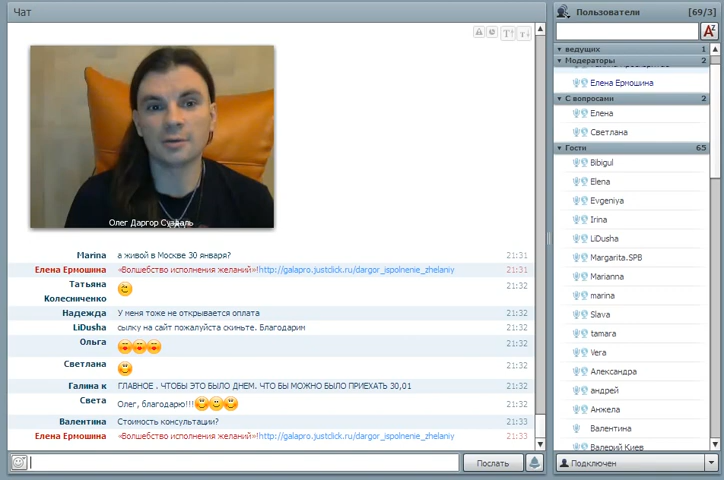 Чат
Олег Даргор Суздаль
Marina а живой в Москве 30 января? 21:31
Елена Ермошина «Волшебство исполнения желаний»!http://galapro.justclick.ru/dargor_ispolnenie_zhelaniy 21:31
Татьяна Колесниченко 21:32
Надежда У меня тоже не открывается оплата 21:32
LiDusha сылку на сайт пожалуйста скиньте. Благодарим 21:32
Ольга 21:32
Светлана 21:32
Галина к ГЛАВНОЕ . ЧТОБЫ ЭТО БЫЛО ДНЕМ. ЧТО БЫ МОЖНО БЫЛО ПРИЕХАТЬ 30,01 21:32
Света Олег, благодарю!!! 21:32
Валентина Стоимость консультации? 21:33
Елена Ермошина «Волшебство исполнения желаний»!http://galapro.justclick.ru/dargor_ispolnenie_zhelaniy 21:33
Послать
Пользователи [69/3]
ведущих 1
Модераторы 2
Елена Ермошина
С вопросами 2
Елена
Светлана
Гости 65
Bibigul
Elena
Evgeniya
Irina
LiDusha
Margarita.SPB
Marianna
marina
Slava
tamara
Vera
Александра
андрей
Анжела
Валентина
Валерий Киев
Подключен